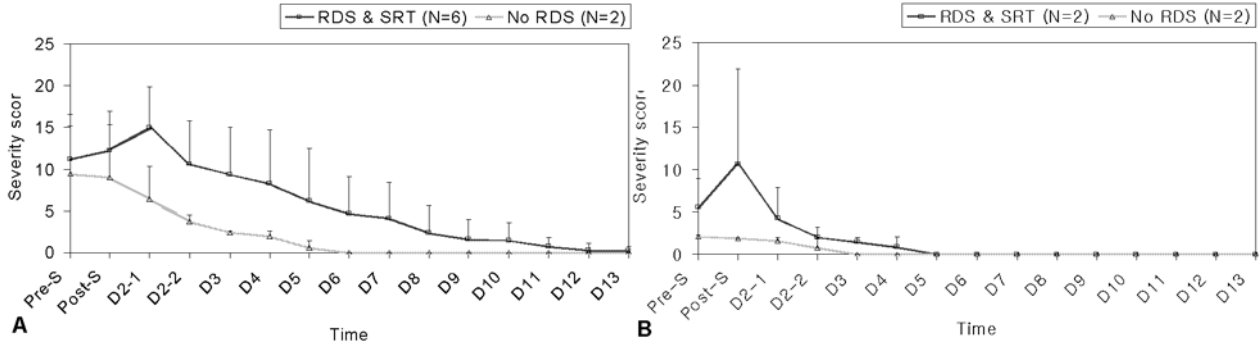 RDS & SRT (N=6) No RDS (N=2)
25
20
15
10
5
0
Severity scor
Pre-S Post-S D2-1 D2-2 D3 D4 D5 D6 D7 D8 D9 D10 D11 D12 D13
Time
A
RDS & SRT (N=2) No RDS (N=2)
25
20
15
10
5
0
Severity score
Pre-S Post-S D2-1 D2-2 D3 D4 D5 D6 D7 D8 D9 D10 D11 D12 D13
Time
B